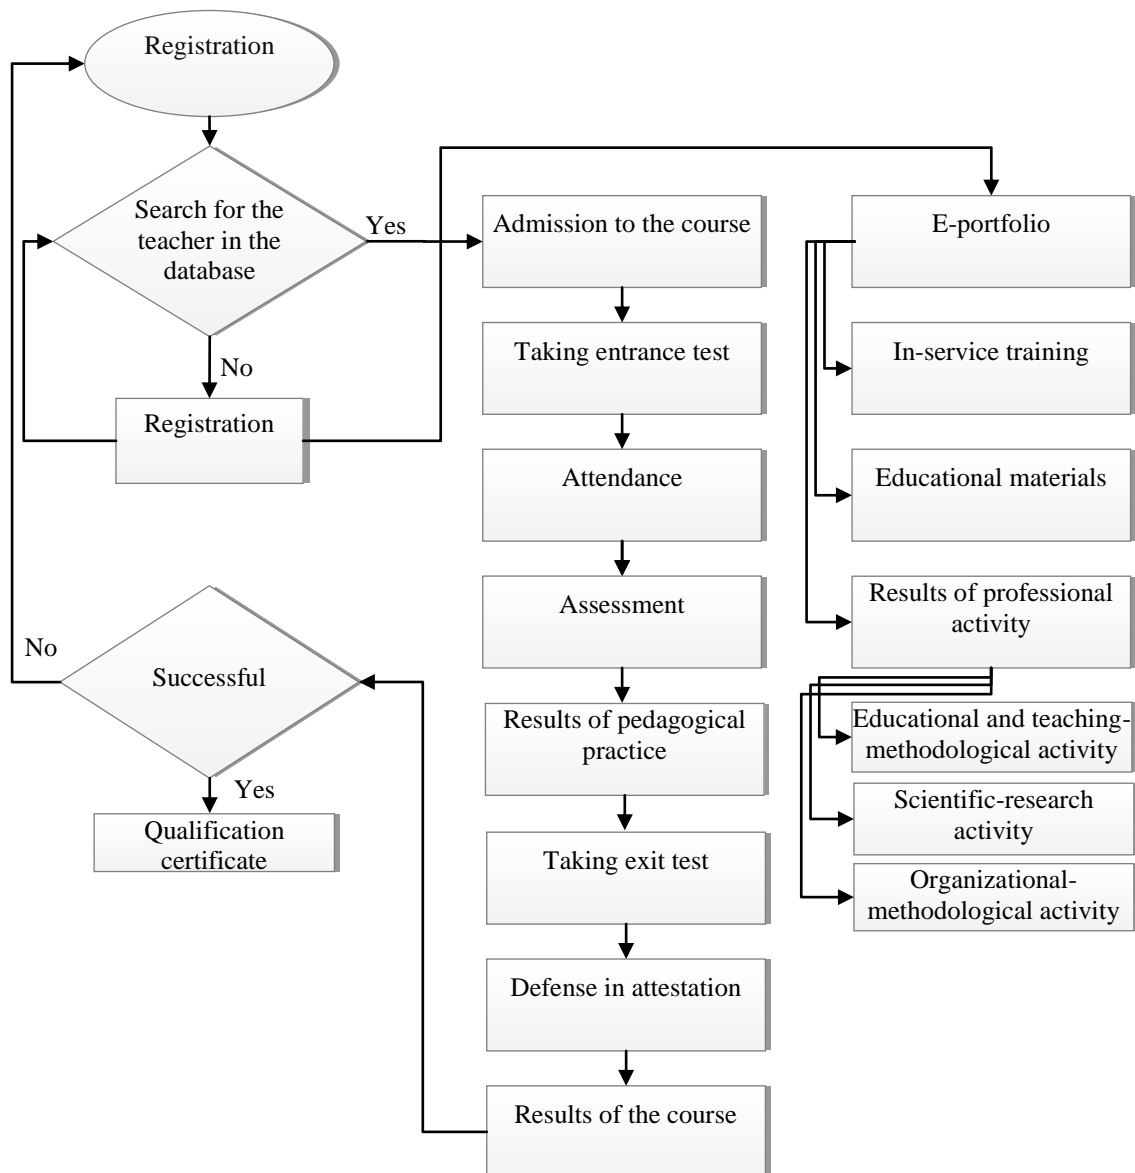 Registration
Search for the
teacher in the
database
Yes
No
Registration
Admission to the course
Taking entrance test
Attendance
Assessment
Results of pedagogical
practice
Taking exit test
Defense in attestation
Results of the course
E-portfolio
In-service training
Educational materials
Results of professional
activity
Educational and teaching-
methodological activity
Scientific-research
activity
Organizational-
methodological activity
No
Successful
Yes
Qualification
certificate